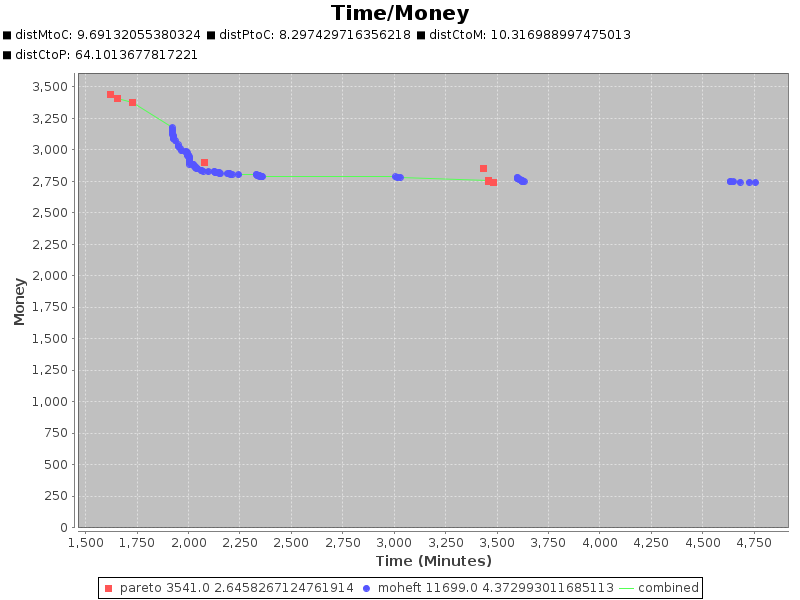 Time/Money
distMtoC: 9.69132055380324 distPtoC: 8.297429716356218 distCtoM: 10.316988997475013
distCtoP: 64.1013677817221
3,500
3,250
3,000
2,750
2,500
2,250
2,000
1,750
1,500
1,250
1,000
750
500
250
0
Money
1,500 1,750 2,000 2,250 2,500 2,750 3,000 3,250 3,500 3,750 4,000 4,250 4,500 4,750
Time (Minutes)
pareto 3541.0 2.6458267124761914 moheft 11699.0 4.372993011685113 combined